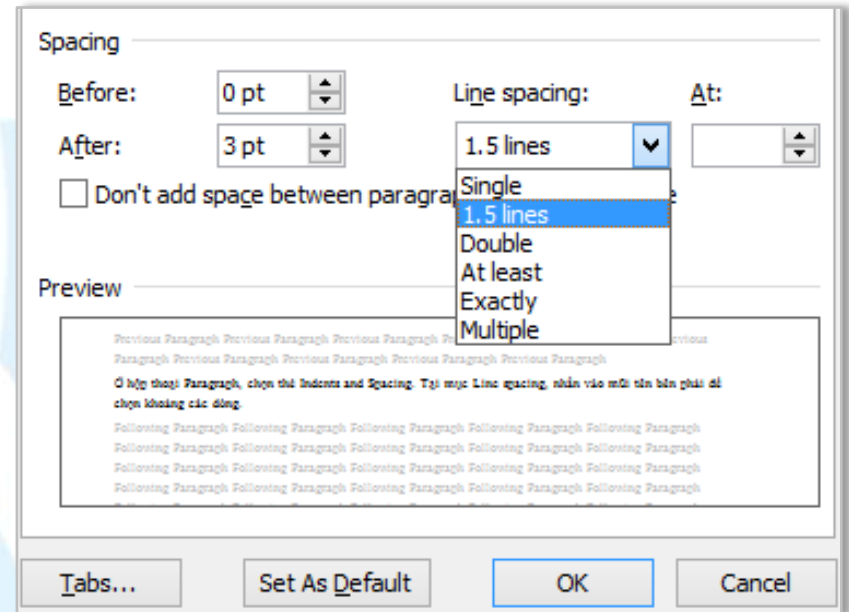 Spacing
Before: 0 pt Line spacing: At:
After: 3 pt 1.5 lines
Don't add space between paragra
Single
1.5 lines
Double
At least
Exactly
Multiple
Preview
Previous Paragraph Previous Paragraph Previous Paragraph
Paragraph Previous Paragraph Previous Paragraph Previous Paragraph Previous Paragraph
Ở hộp thoại Paragraph, chọn thẻ Indents and Spacing. Tại mục Line spacing, nhấn vào mũi tên bên phải để
chọn khoảng các dòng.
Following Paragraph Following Paragraph Following Paragraph Following Paragraph Following Paragraph
Following Paragraph Following Paragraph Following Paragraph Following Paragraph Following Paragraph
Following Paragraph Following Paragraph Following Paragraph Following Paragraph Following Paragraph
Following Paragraph Following Paragraph Following Paragraph Following Paragraph Following Paragraph
Tabs... Set As Default OK Cancel